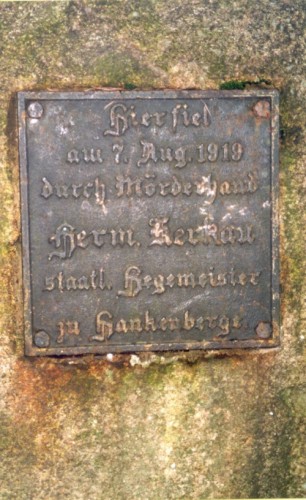 Hier fiel
am 7. Aug. 1919
durch Mörderhand
Herm. Kerkau
staatl. Hegemeister
zu Hankenberge